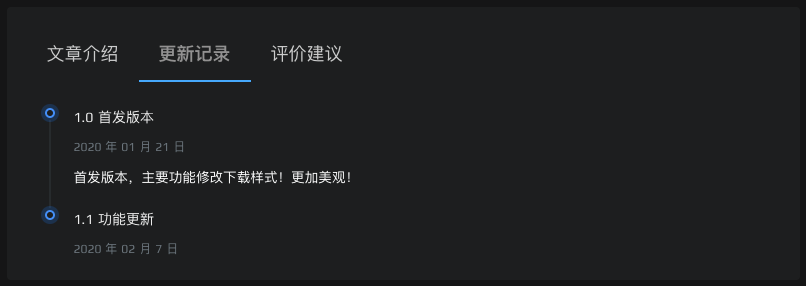 文章介绍 更新记录 评价建议
1.0 首发版本
2020 年 01 月 21 日
首发版本，主要功能修改下载样式！更加美观！
1.1 功能更新
2020 年 02 月 7 日